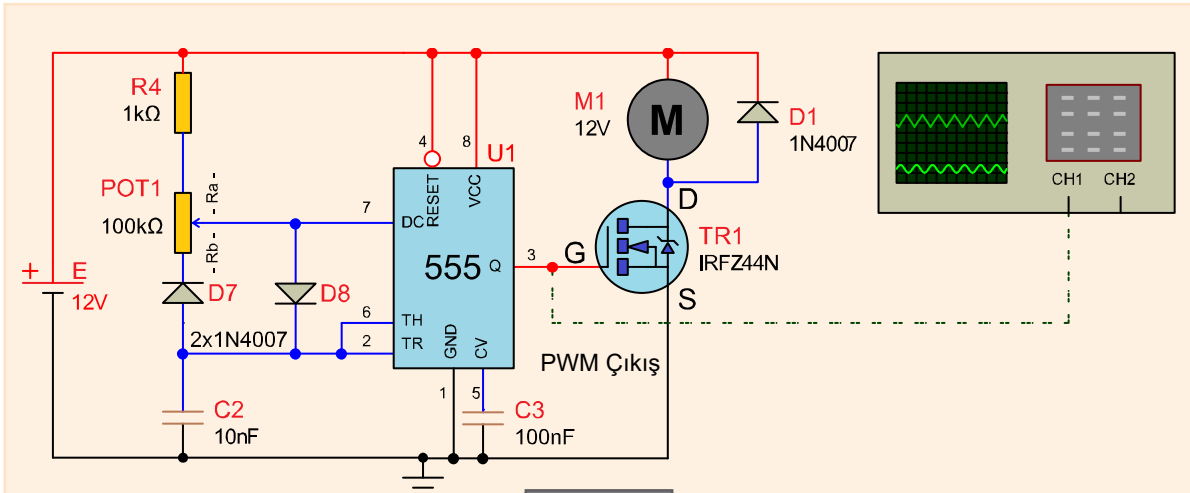 R4
1kΩ
POT1
100kΩ
-Ra-
-Rb-
+ E
12V
D7
D8
2x1N4007
C2
10nF
U1
4
8
RESET
VCC
7
DC
555
Q
3
6
TH
2
TR
GND
CV
1
5
C3
100nF
M1
12V
M
D1
1N4007
D
G
S
TR1
IRFZ44N
PWM Çıkış
CH1
CH2